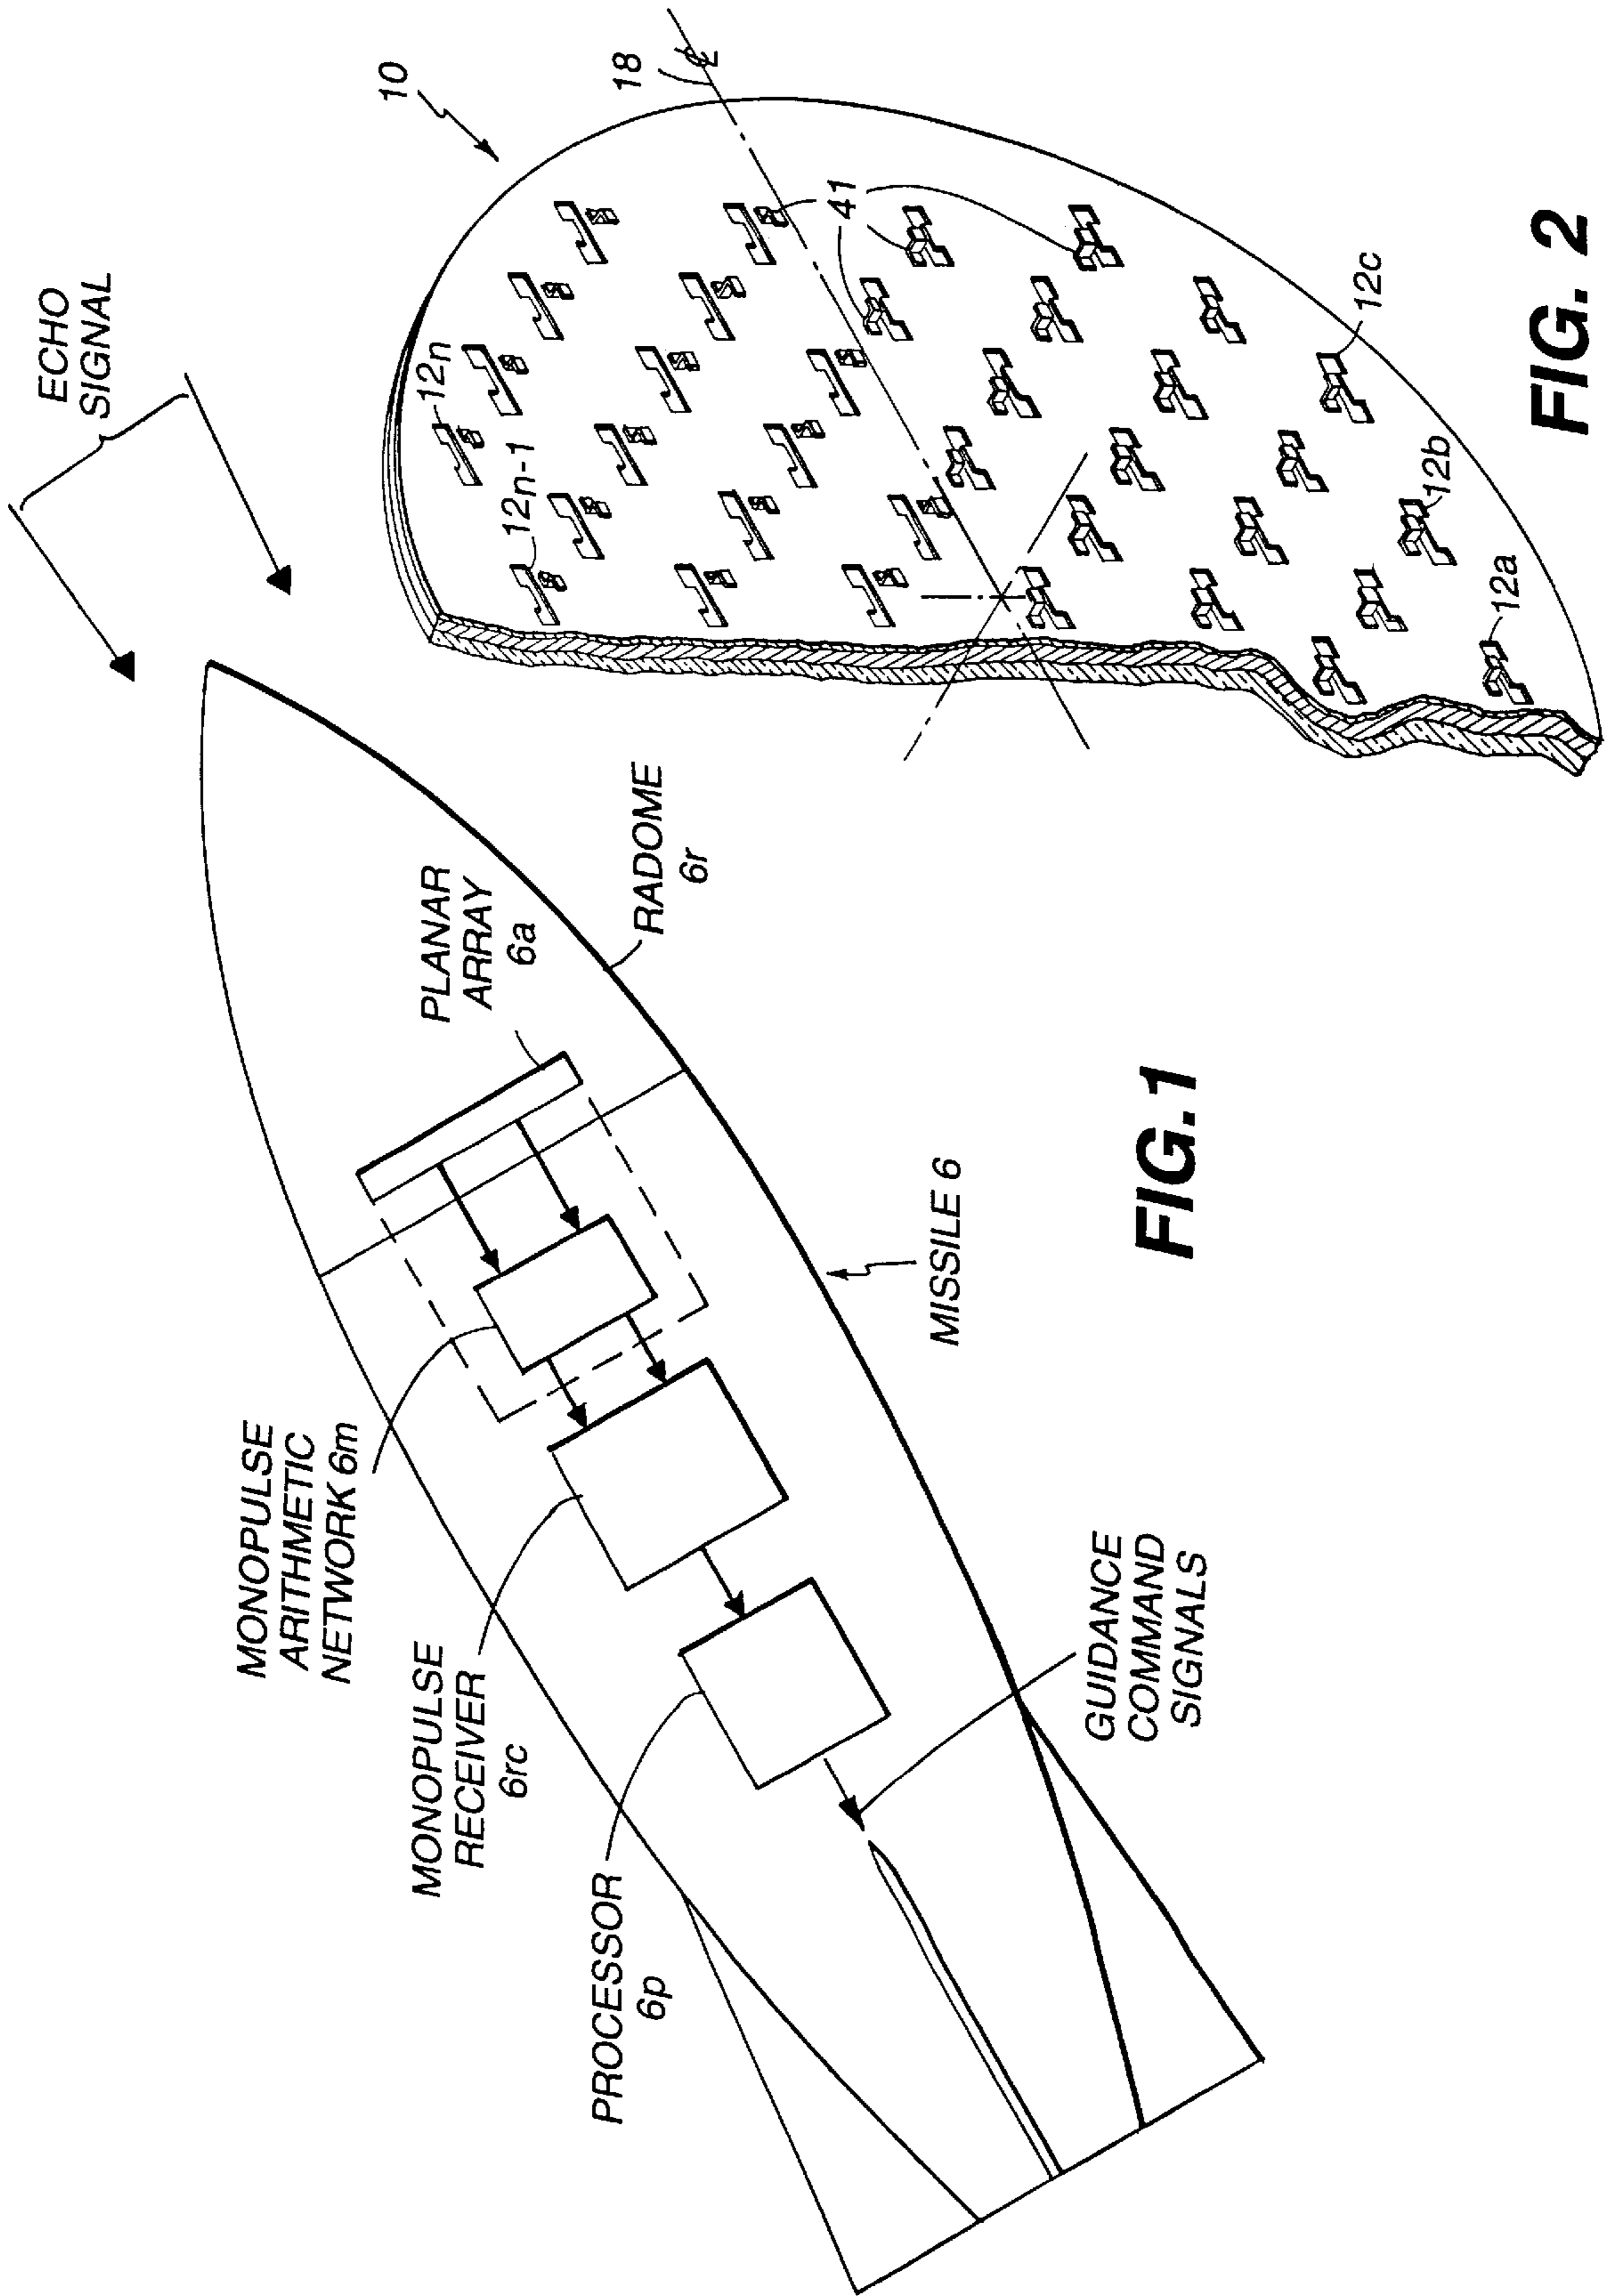 ECHO
SIGNAL
PLANAR
ARRAY
6a
RADOME
6r
MONOPULSE
ARITHMETIC
NETWORK 6m
MONOPULSE
RECEIVER
6rc
PROCESSOR
6p
MISSILE 6
GUIDANCE
COMMAND
SIGNALS
FIG.1
10
18
℄
41
12n
12n-1
12a
12b
12c
FIG. 2